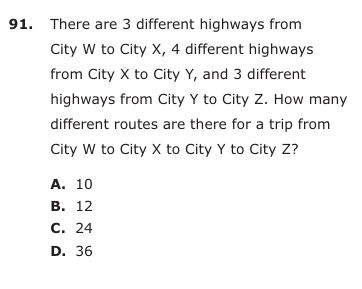 91. There are 3 different highways from
City W to City X, 4 different highways
from City X to City Y, and 3 different
highways from City Y to City Z. How many
different routes are there for a trip from
City W to City X to City Y to City Z?
A. 10
B. 12
C. 24
D. 36